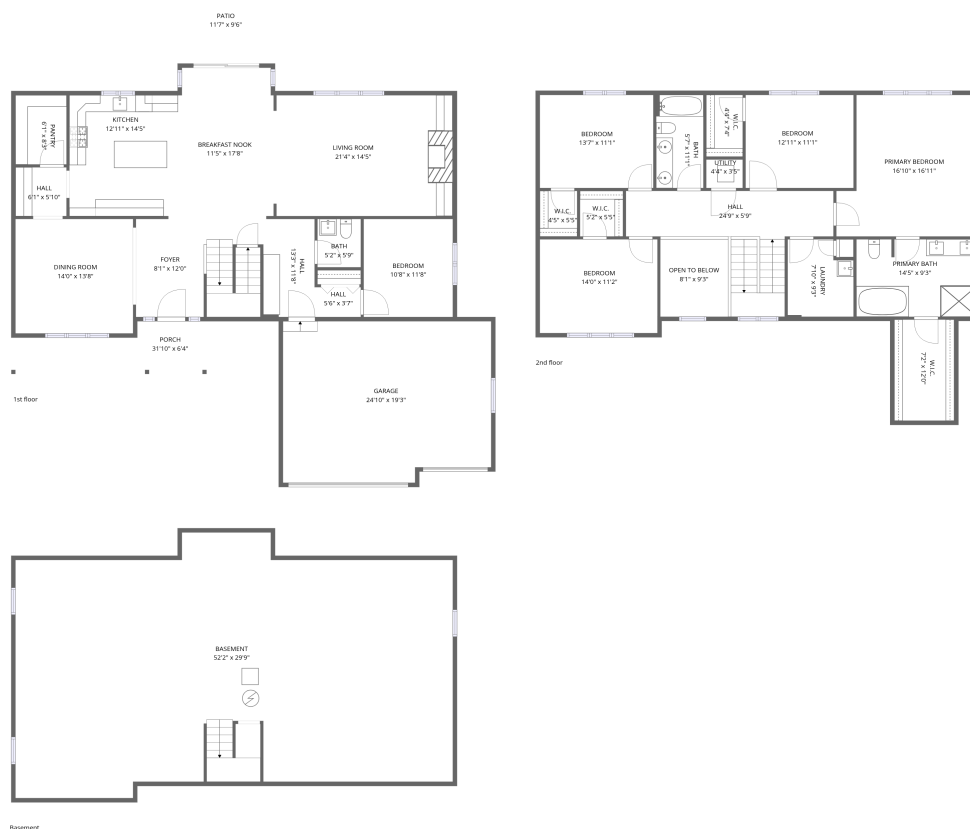 PATIO
11'7" x 9'6"
KITCHEN
12'11" x 14'5"
PANTRY
6'1" x 8'3"
BREAKFAST NOOK
11'5" x 17'8"
LIVING ROOM
21'4" x 14'5"
HALL
6'1" x 5'10"
DINING ROOM
14'0" x 13'8"
FOYER
8'1" x 12'0"
HALL
13'3" x 11'8"
BATH
5'2" x 5'9"
BEDROOM
10'8" x 11'8"
HALL
5'6" x 3'7"
PORCH
31'10" x 6'4"
GARAGE
24'10" x 19'3"
1st floor
BEDROOM
13'7" x 11'1"
BATH
5'7" x 11'1"
W.I.C.
4'4" x 7'4"
UTILITY
4'4" x 3'5"
BEDROOM
12'11" x 11'1"
PRIMARY BEDROOM
16'10" x 16'11"
W.I.C.
4'5" x 5'5"
W.I.C.
5'2" x 5'5"
HALL
24'9" x 5'9"
BEDROOM
14'0" x 11'2"
OPEN TO BELOW
8'1" x 9'3"
LAUNDRY
7'10" x 9'3"
PRIMARY BATH
14'5" x 9'3"
W.I.C.
7'2" x 12'0"
2nd floor
BASEMENT
52'2" x 29'9"
Basement